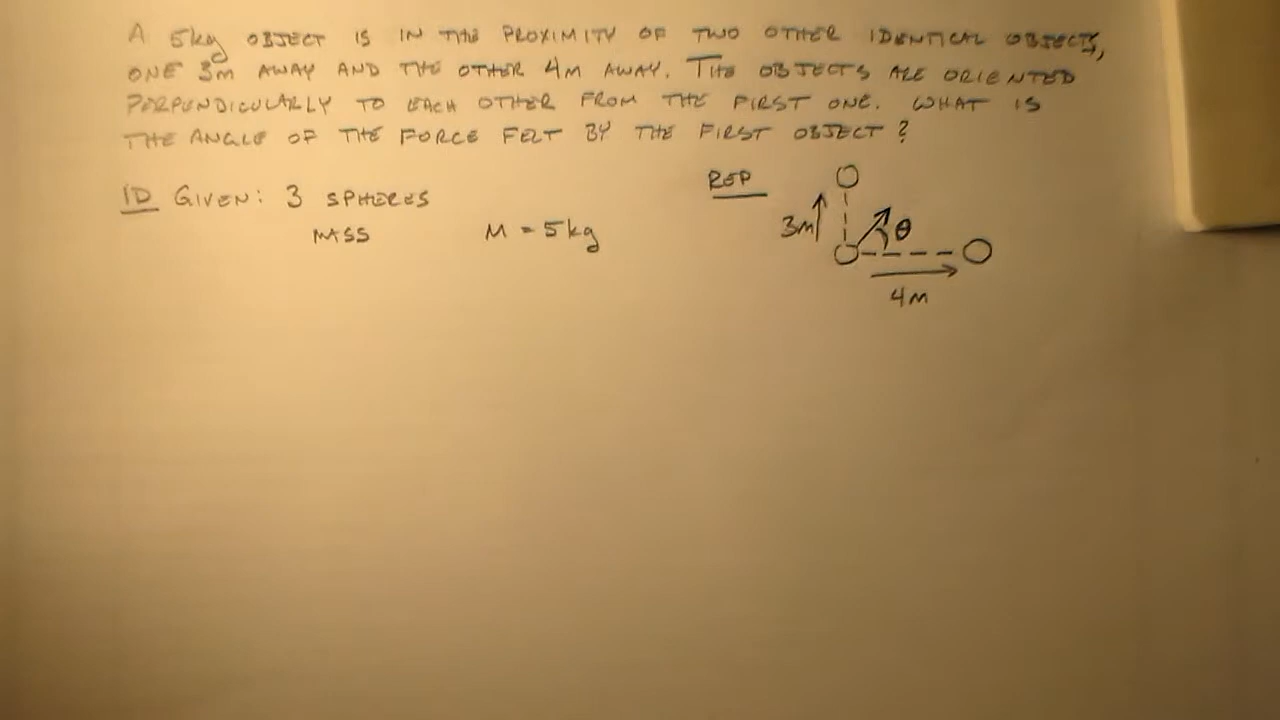 A 5kg OBJECT IS IN THE PROXIMITY OF TWO OTHER IDENTICAL OBJECTS,
ONE 3m AWAY AND THE OTHER 4m AWAY. THE OBJECTS ARE ORIENTED
PERPENDICULARLY TO EACH OTHER FROM THE FIRST ONE. WHAT IS
THE ANGLE OF THE FORCE FELT BY THE FIRST OBJECT?
ID GIVEN: 3 SPHERES
MASS M = 5kg
REP
3m θ
4m